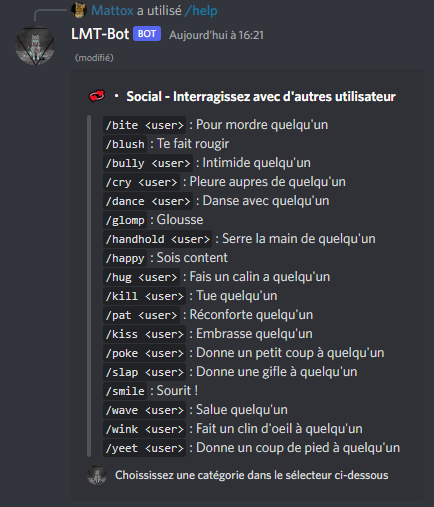 Mattox a utilisé /help
LMT-Bot BOT Aujourd'hui à 16:21
(modifié)
• Social - Interragissez avec d'autres utilisateur
/bite <user> : Pour mordre quelqu'un
/blush : Te fait rougir
/bully <user> : Intimide quelqu'un
/cry <user> : Pleure aupres de quelqu'un
/dance <user> : Danse avec quelqu'un
/glomp : Glousse
/handhold <user> : Serre la main de quelqu'un
/happy : Sois content
/hug <user> : Fais un calin a quelqu'un
/kill <user> : Tue quelqu'un
/pat <user> : Réconforte quelqu'un
/kiss <user> : Embrasse quelqu'un
/poke <user> : Donne un petit coup à quelqu'un
/slap <user> : Donne une gifle à quelqu'un
/smile : Sourit !
/wave <user> : Salue quelqu'un
/wink <user> : Fait un clin d'oeil à quelqu'un
/yeet <user> : Donne un coup de pied à quelqu'un
Choississez une catégorie dans le sélecteur ci-dessous